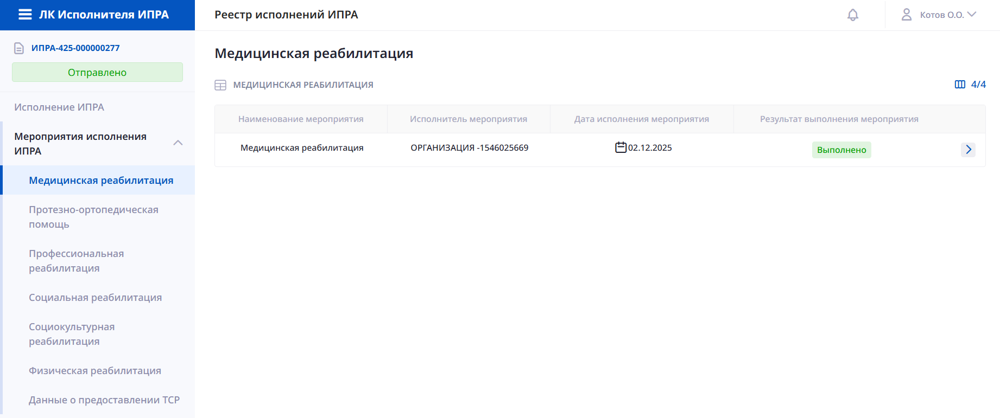 ЛК Исполнителя ИПРА
Реестр исполнений ИПРА
Котов О.О.
ИПРА-425-000000277
Отправлено
Исполнение ИПРА
Мероприятия исполнения
ИПРА
Медицинская реабилитация
Протезно-ортопедическая
помощь
Профессиональная
реабилитация
Социальная реабилитация
Социокультурная
реабилитация
Физическая реабилитация
Данные о предоставлении ТСР
Медицинская реабилитация
МЕДИЦИНСКАЯ РЕАБИЛИТАЦИЯ
4/4
Наименование мероприятия Исполнитель мероприятия Дата исполнения мероприятия Результат выполнения мероприятия
Медицинская реабилитация ОРГАНИЗАЦИЯ -1546025669 02.12.2025 Выполнено